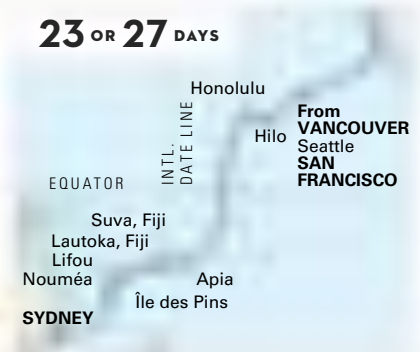 23 OR 27 DAYS
Honolulu
INTL.
DATE LINE
Hilo
From
VANCOUVER
Seattle
SAN
FRANCISCO
EQUATOR
Suva, Fiji
Lautoka, Fiji
Lifou
Nouméa
Apia
Île des Pins
SYDNEY